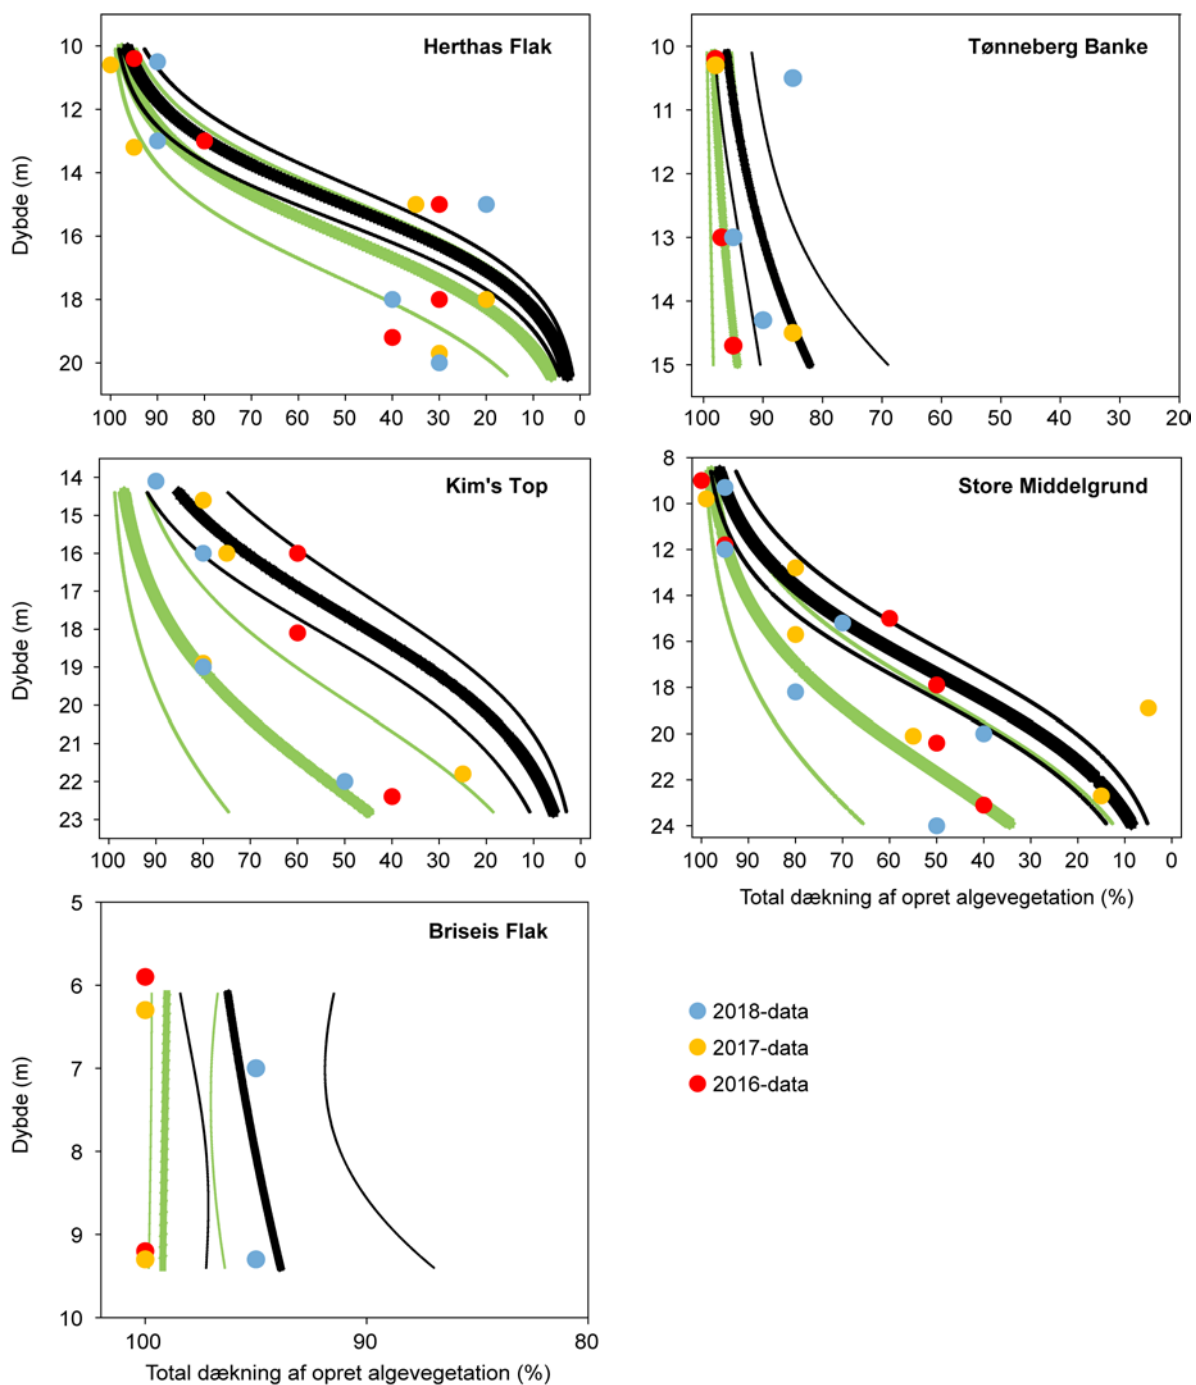 Herthas Flak
Dybde (m)
10
12
14
16
18
20
100 90 80 70 60 50 40 30 20 10 0
Tønneberg Banke
10
11
12
13
14
15
100 90 80 70 60 50 40 30 20
Kim's Top
Dybde (m)
14
15
16
17
18
19
20
21
22
23
100 90 80 70 60 50 40 30 20 10 0
Store Middelgrund
8
10
12
14
16
18
20
22
24
100 90 80 70 60 50 40 30 20 10 0
Total dækning af opret algevegetation (%)
Briseis Flak
Dybde (m)
5
6
7
8
9
10
100 90 80
Total dækning af opret algevegetation (%)
2018-data
2017-data
2016-data